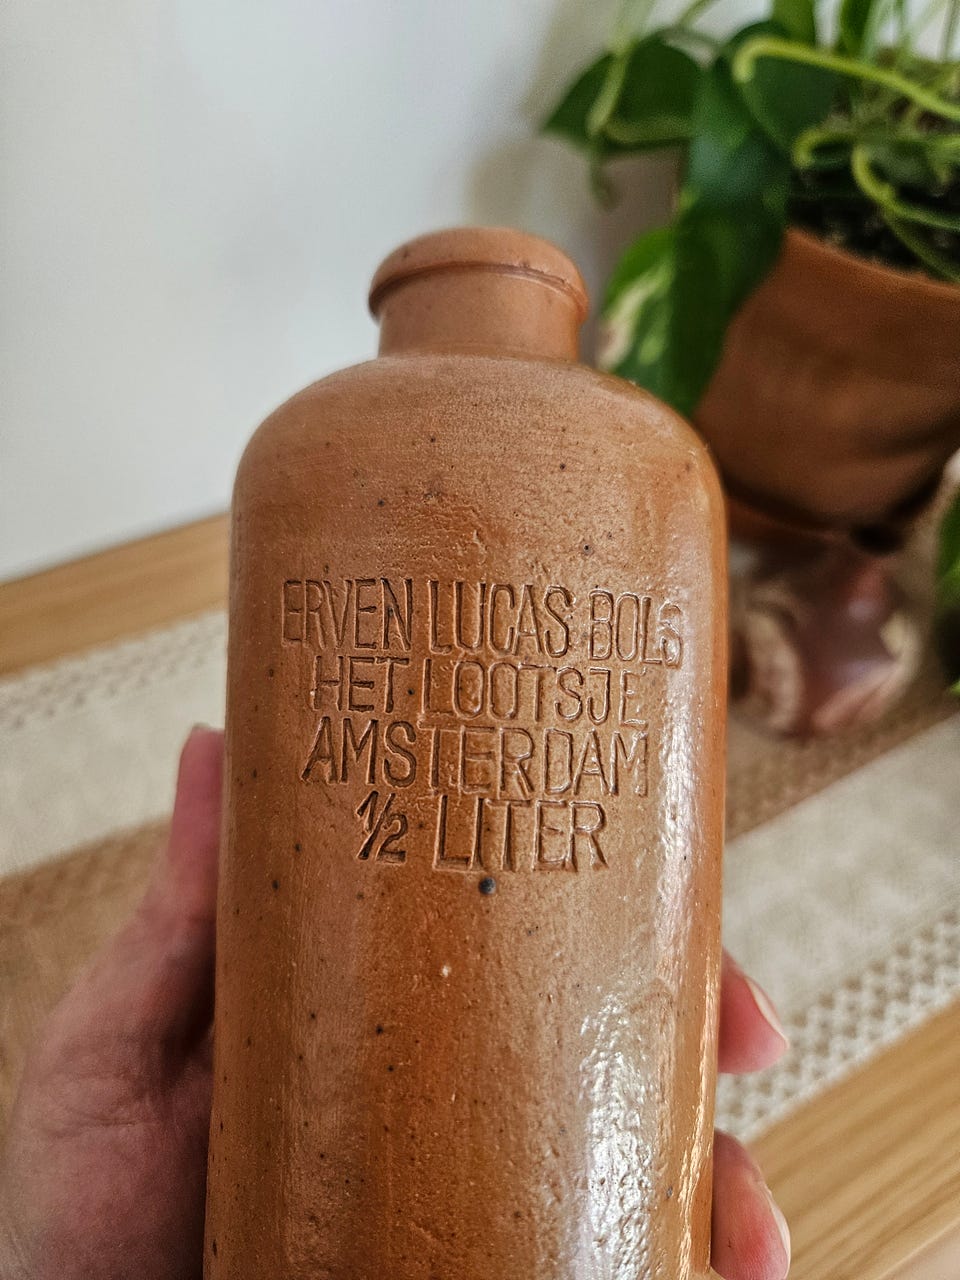 ERVEN LUCAS BOLS
HET LOOTSJE
AMSTERDAM
½ LITER